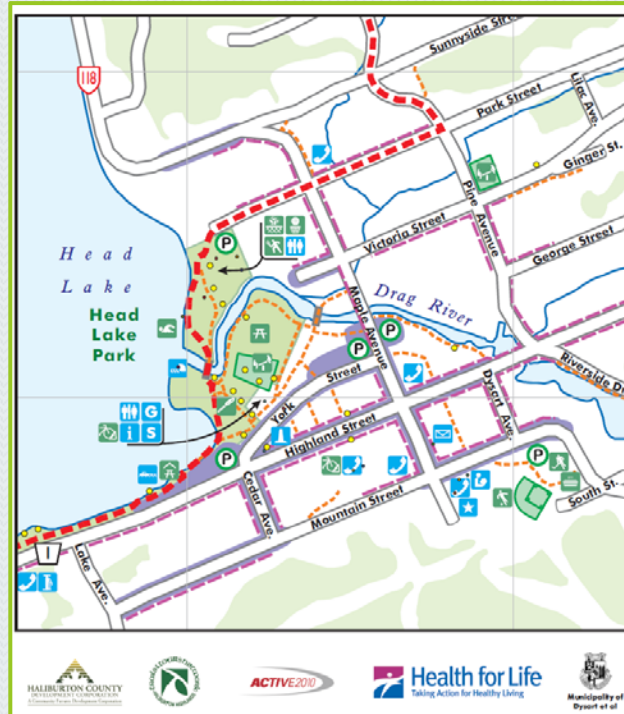 Sunnyside Street
118
Park Street
Lilac Ave.
Ginger St.
Pine Avenue
P
Victoria Street
George Street
Head
Lake
Head
Lake
Park
Drag River
Maple Avenue
P
P
Riverside
York Street
Dysart Ave.
G
i S
Highland Street
P
P
Cedar Ave.
Mountain Street
South St.
1
Lake Ave.
HALIBURTON COUNTY
DEVELOPMENT CORPORATION
ACTIVE2010
Health for Life
Taking Action for Healthy Living
Municipality of
Dysart et al